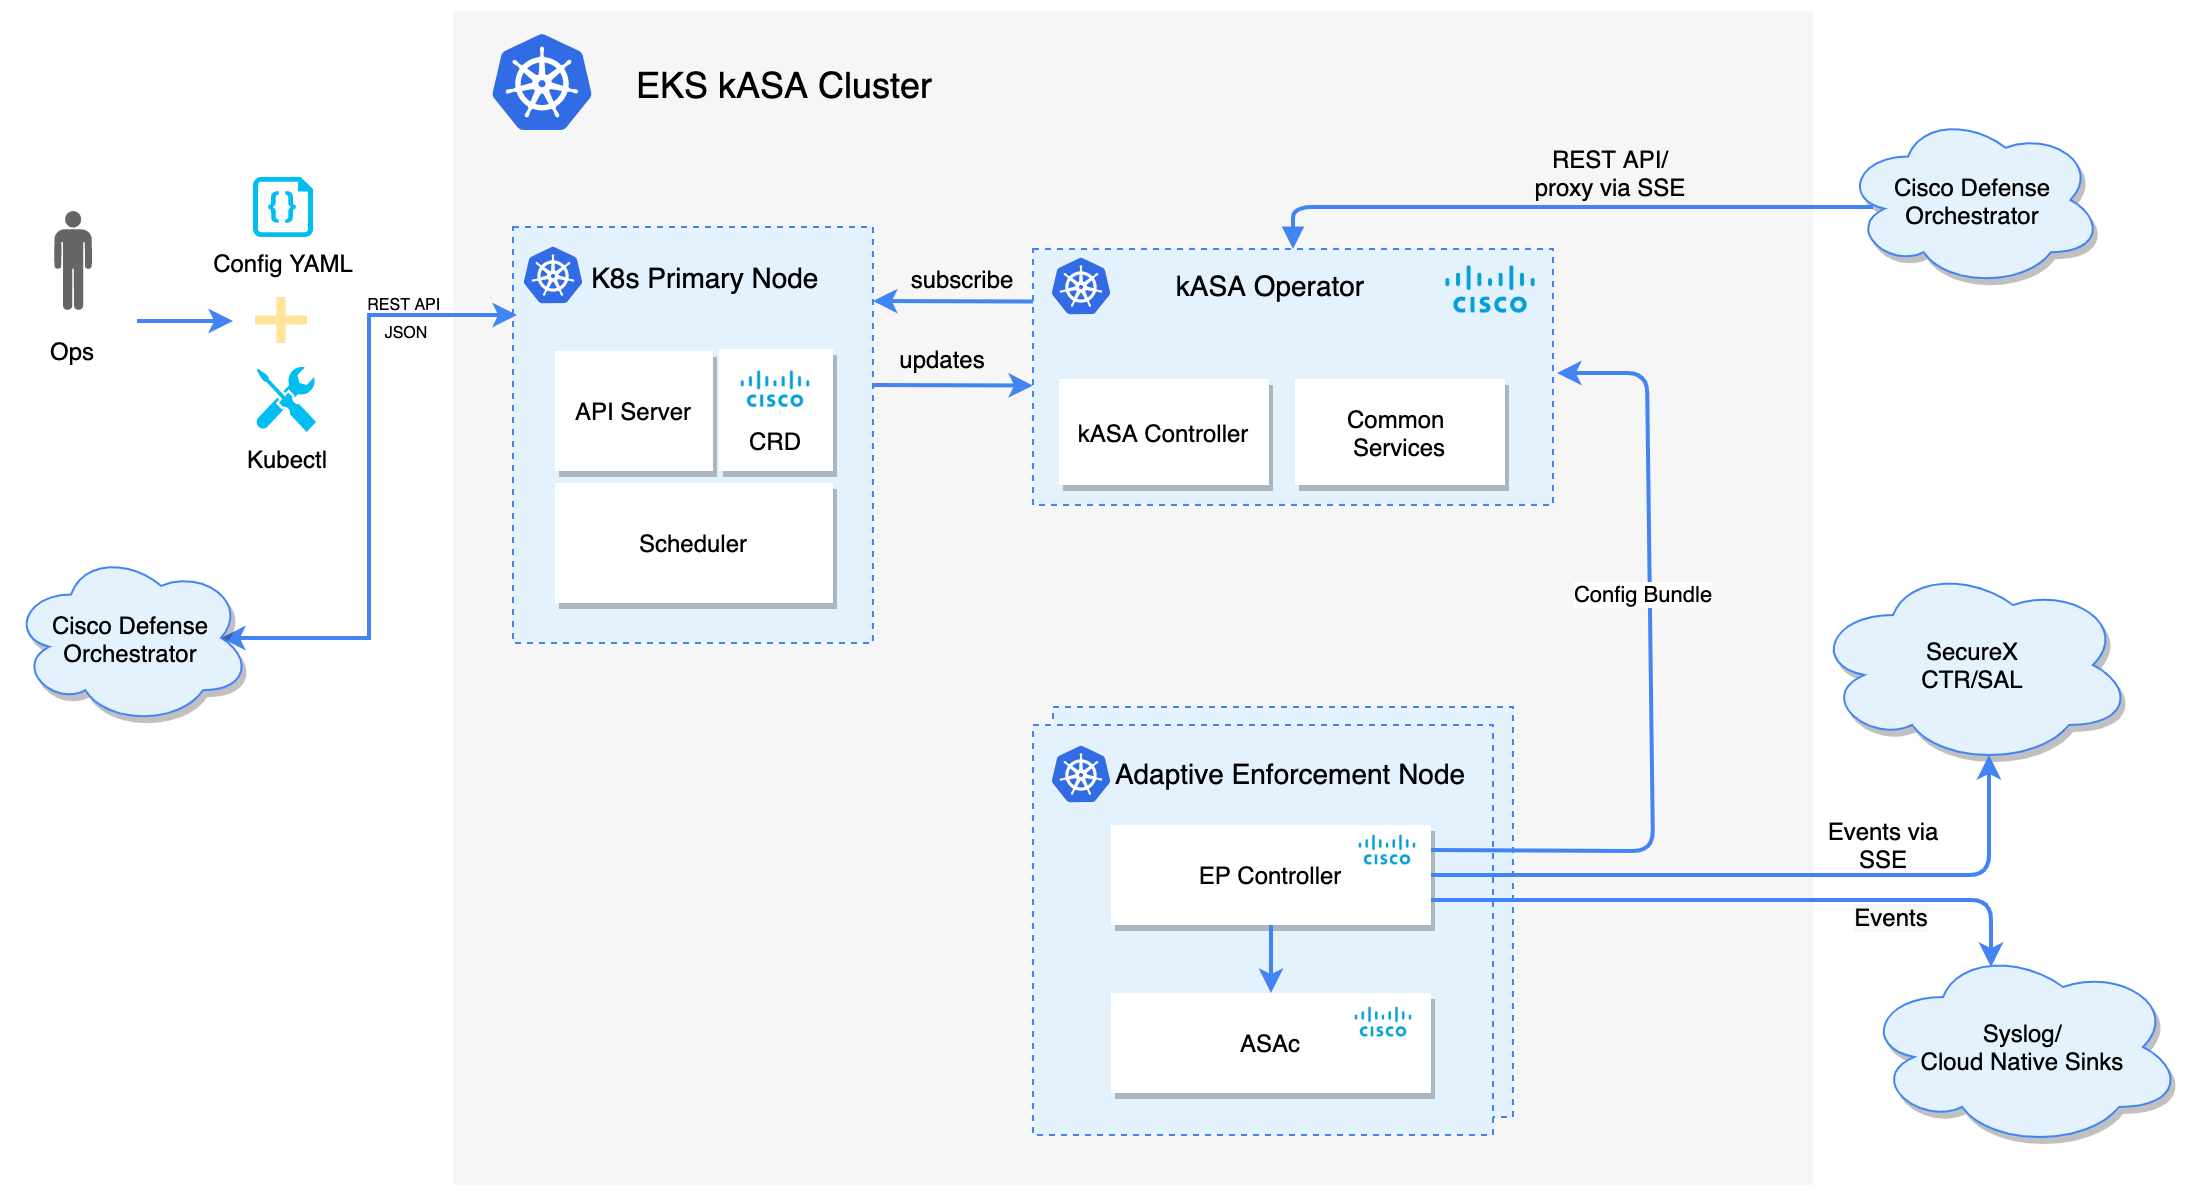 EKS kASA Cluster
Config YAML
Ops
Kubectl
REST API
JSON
Cisco Defense
Orchestrator
K8s Primary Node
API Server
CISCO
CRD
Scheduler
subscribe
updates
REST API/
proxy via SSE
Cisco Defense
Orchestrator
kASA Operator
CISCO
kASA Controller
Common
Services
Config Bundle
Adaptive Enforcement Node
EP Controller
CISCO
ASAc
CISCO
SecureX
CTR/SAL
Events via
SSE
Events
Syslog/
Cloud Native Sinks